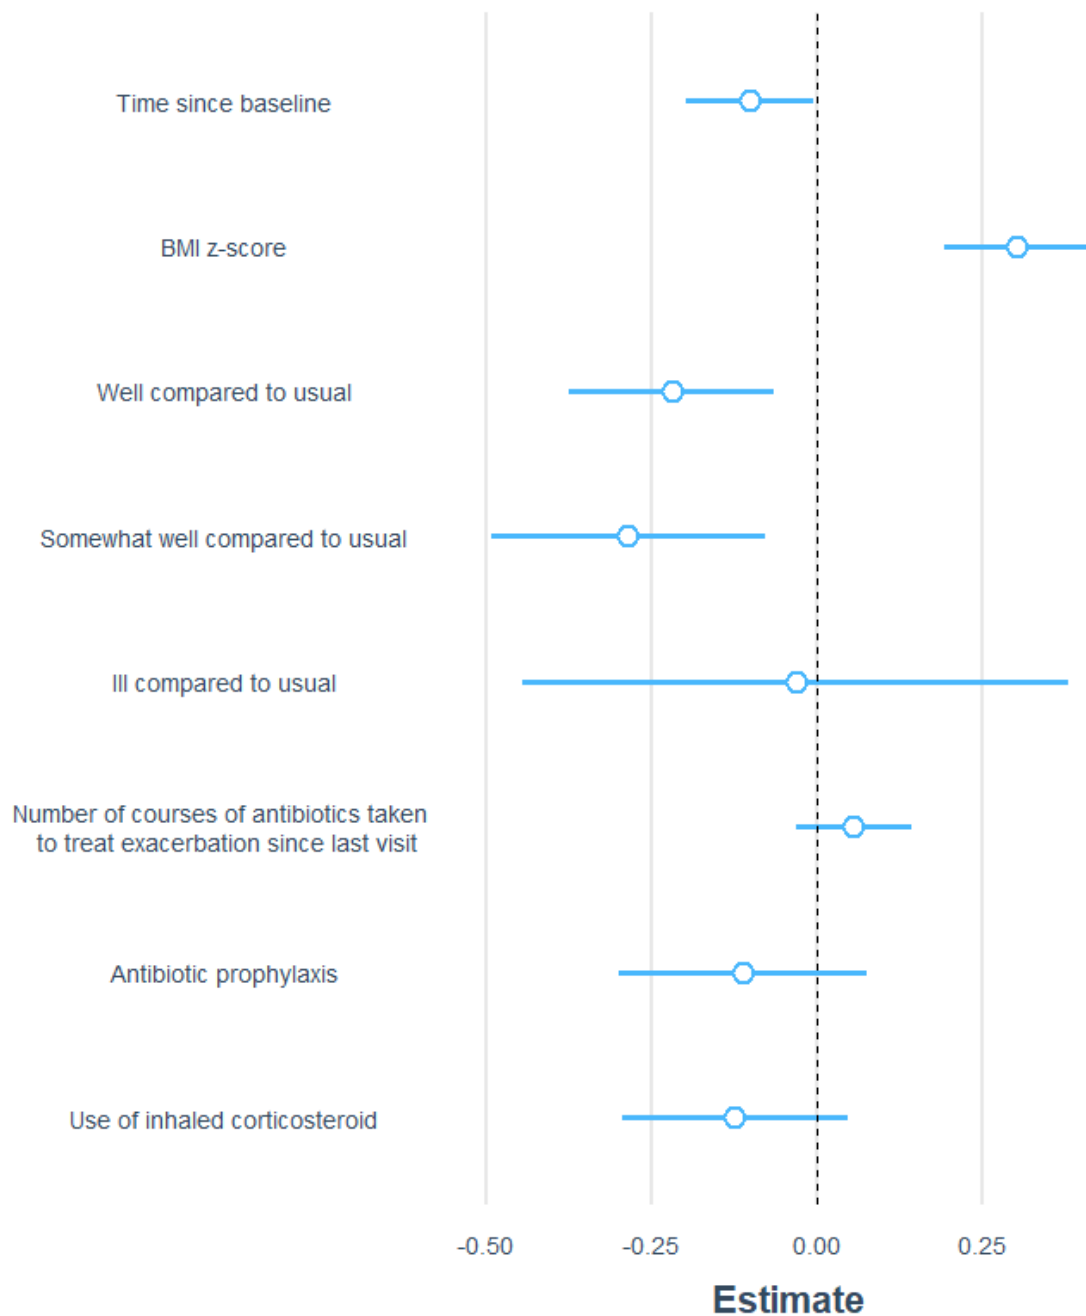 Time since baseline
BMI z-score
Well compared to usual
Somewhat well compared to usual
Ill compared to usual
Number of courses of antibiotics taken
to treat exacerbation since last visit
Antibiotic prophylaxis
Use of inhaled corticosteroid
-0.50 -0.25 0.00 0.25
Estimate